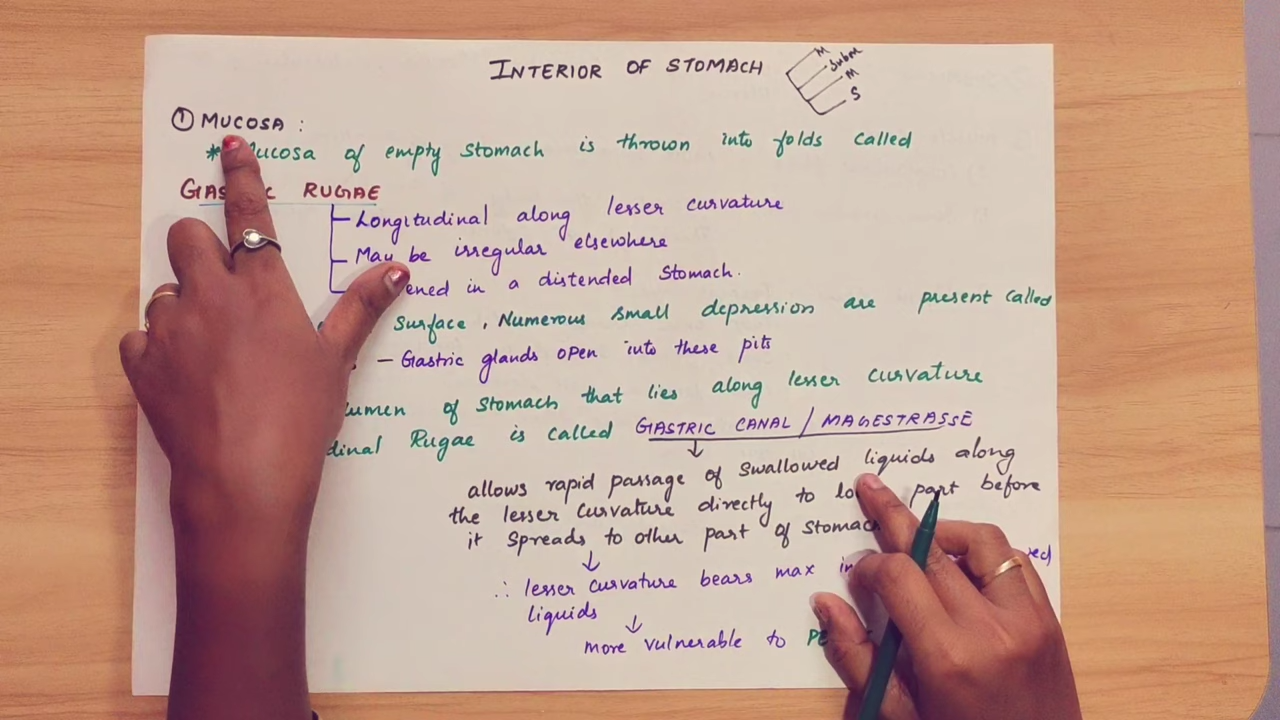 INTERIOR OF STOMACH
M
SubM
M
S
① MUCOSA :
* Mucosa of empty stomach is thrown into folds called
RUGAE
Longitudinal along lesser curvature
May be irregular elsewhere
in a distended stomach.
surface, Numerous small depression are present called
- Gastric glands open into these pits
lumen of stomach that lies along lesser curvature
Rugae is called GASTRIC CANAL / MAGESTRASSE
↓
allows rapid passage of swallowed liquids along
the lesser curvature directly to part before
it spreads to other part of stomach
↓
∴ lesser curvature bears max
liquids
↓
more vulnerable to